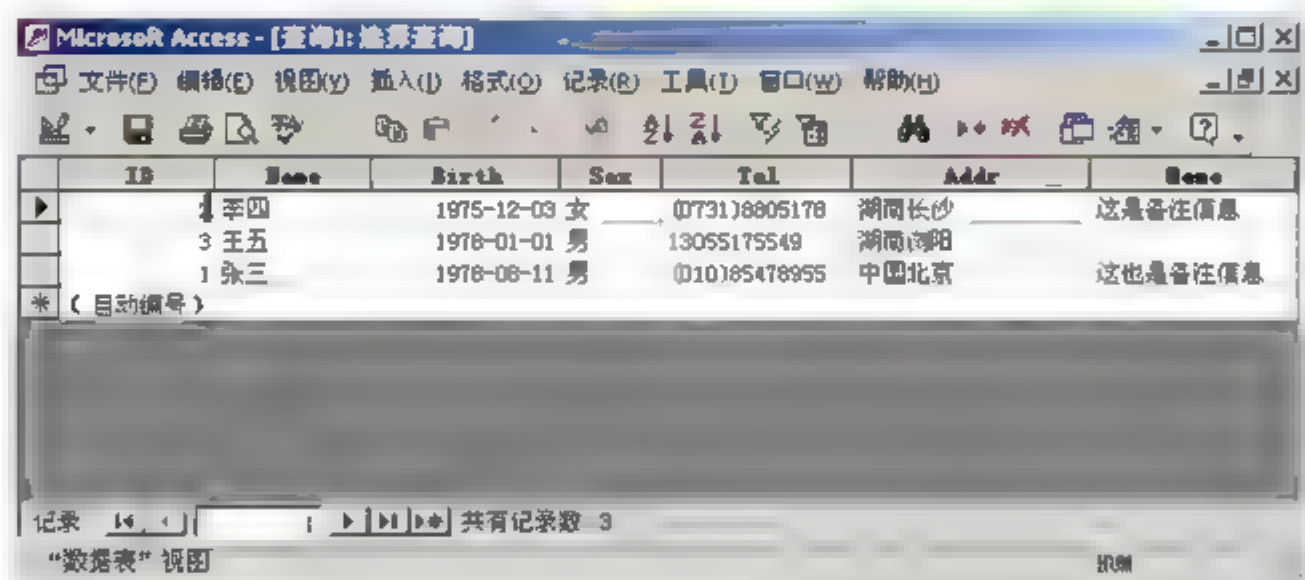 Microsoft Access - [查询1: 选择查询]
文件(F) 编辑(E) 视图(V) 插入(I) 格式(O) 记录(R) 工具(T) 窗口(W) 帮助(H)
ID Name Birth Sex Tel Addr Memo
李四 1975-12-03 女 (0731)8805178 湖南长沙 这是备注信息
3 王五 1978-01-01 男 13055175549 湖南浏阳
1 张三 1978-08-11 男 (010)85478955 中国北京 这也是备注信息
(自动编号)
记录 共有记录数 3
“数据表” 视图